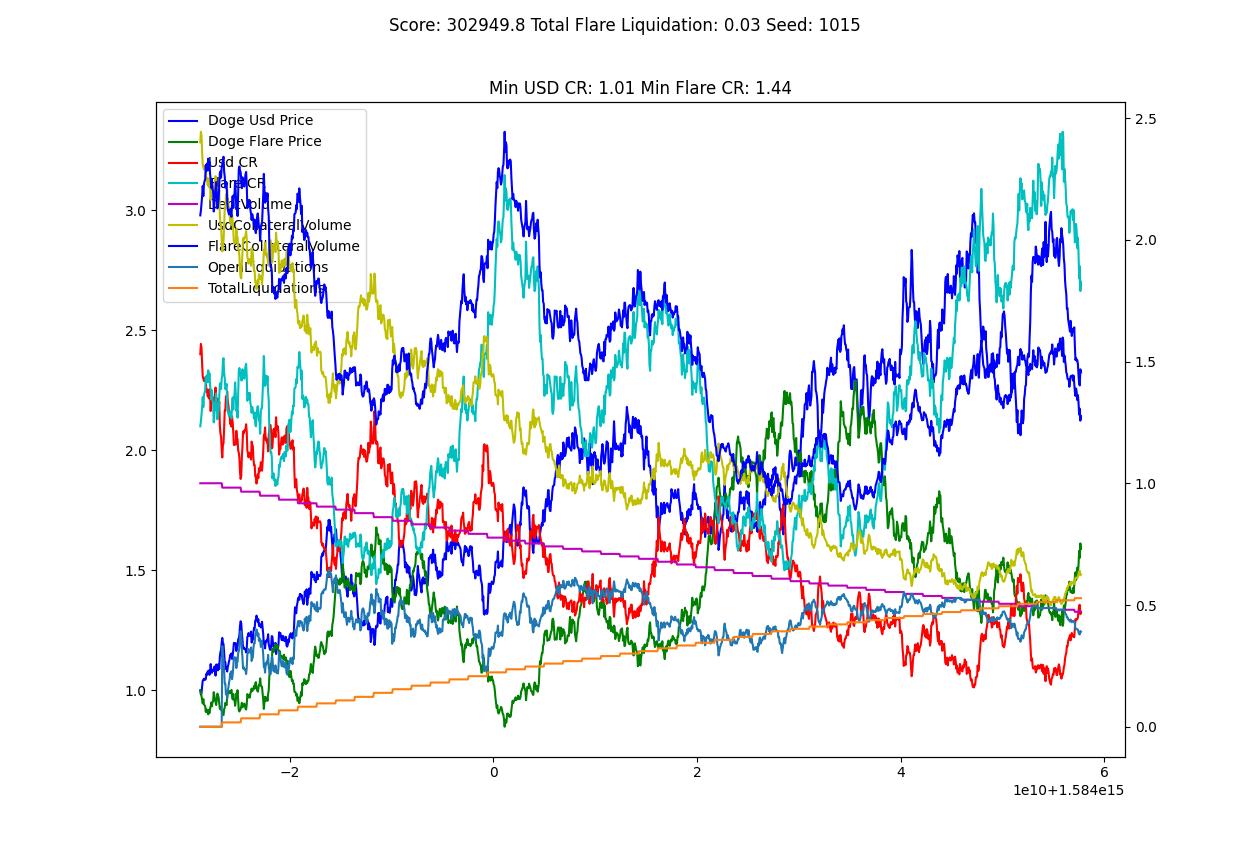 Score: 302949.8 Total Flare Liquidation: 0.03 Seed: 1015
Min USD CR: 1.01 Min Flare CR: 1.44
Doge Usd Price
Doge Flare Price
Usd CR
Flare CR
DebtVolume
UsdCollateralVolume
FlareCollateralVolume
OpenLiquidations
TotalLiquidations
3.0
2.5
2.0
1.5
1.0
2.5
2.0
1.5
1.0
0.5
0.0
−2
0
2
4
6
1e10+1.584e15